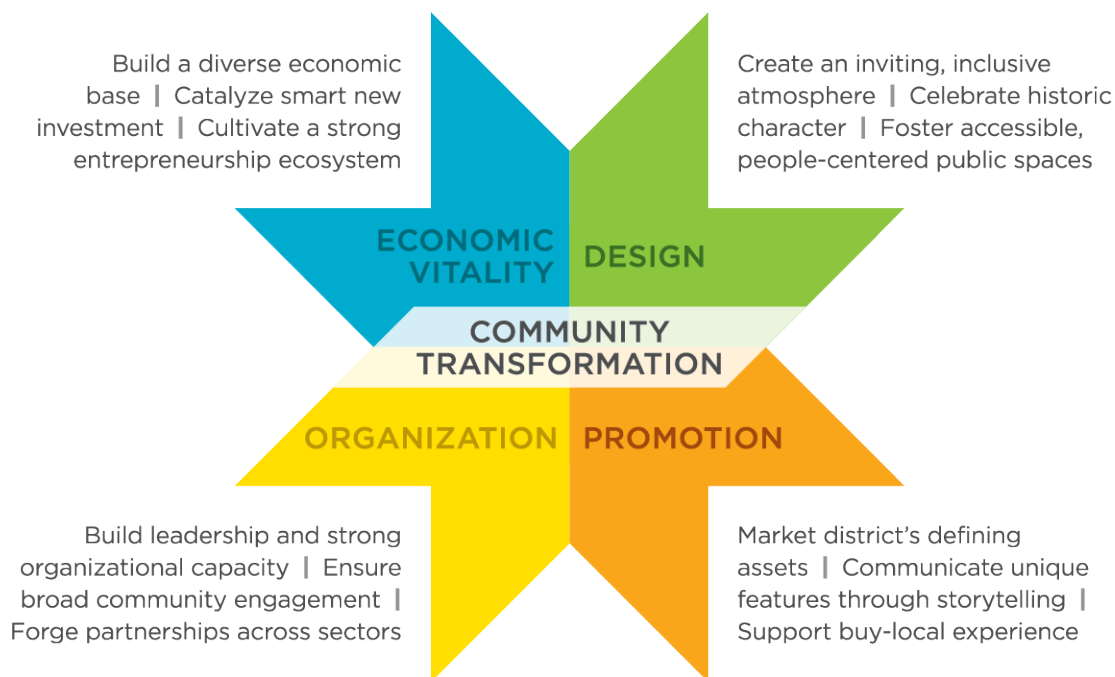 Build a diverse economic
base | Catalyze smart new
investment | Cultivate a strong
entrepreneurship ecosystem
Create an inviting, inclusive
atmosphere | Celebrate historic
character | Foster accessible,
people-centered public spaces
ECONOMIC
VITALITY
DESIGN
COMMUNITY
TRANSFORMATION
ORGANIZATION
PROMOTION
Build leadership and strong
organizational capacity | Ensure
broad community engagement |
Forge partnerships across sectors
Market district’s defining
assets | Communicate unique
features through storytelling |
Support buy-local experience